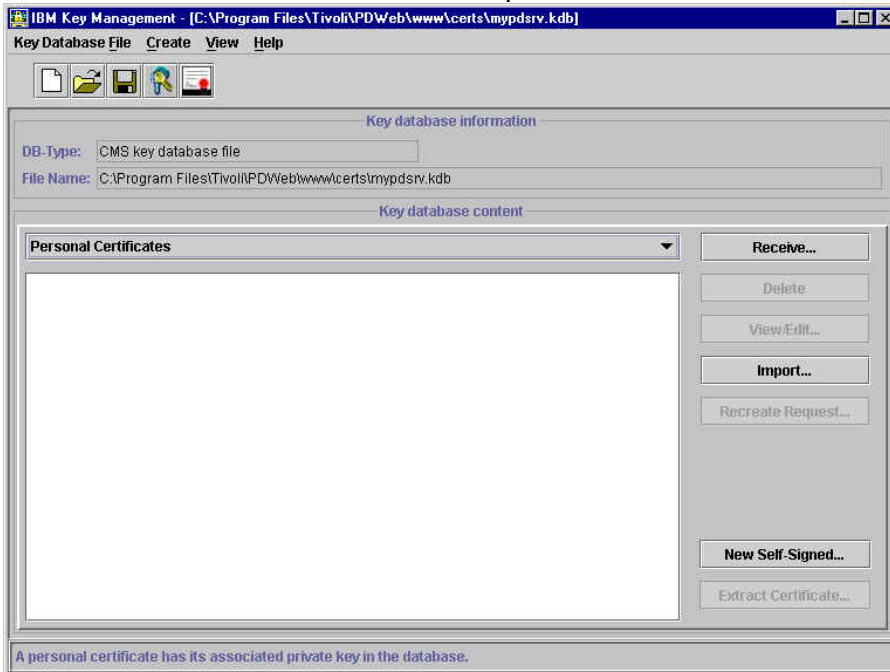 IBM Key Management - [C:\Program Files\Tivoli\PDWeb\www\certs\mypdsrv.kdb]
Key Database File Create View Help
Key database information
DB-Type: CMS key database file
File Name: C:\Program Files\Tivoli\PDWeb\www\certs\mypdsrv.kdb
Key database content
Personal Certificates
Receive...
Delete
View/Edit...
Import...
Recreate Request...
New Self-Signed...
Extract Certificate...
A personal certificate has its associated private key in the database.